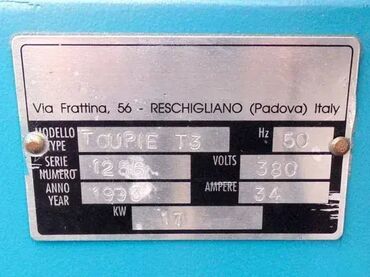 Via Frattina, 56 - RESCHIGLIANO (Padova) Italy
MODELLO TYPE TOUPIE T3 Hz 50
SERIE NUMERO VOLTS 380
ANNO YEAR AMPERE 34
KW 17